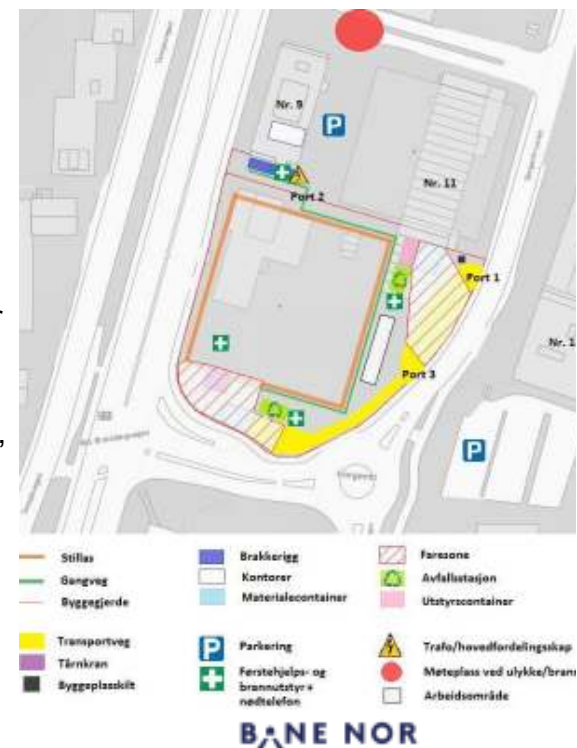 Nr. 9
Nr. 11
Port 2
Port 1
Nr. 1
Port 3
Stillas
Gangveg
Byggegjerde
Transportveg
Tårnkran
Byggeplasskilt
Brakkerigg
Kontorer
Materialecontainer
P Parkering
Førstehjelps- og
brannutstyr +
nødtelefon
Faresone
Avfallsstasjon
Utstyrscontainer
Trafo/hovedfordelingsskap
Møteplass ved ulykke/brann
Arbeidsområde
BANE NOR